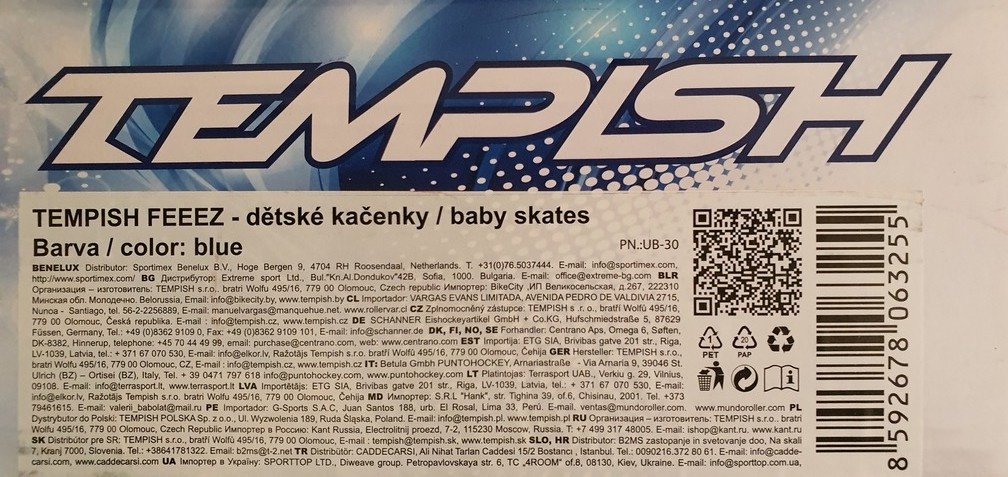 TEMPISH
TEMPISH FEEEZ - dětské kačenky / baby skates
Barva / color: blue
PN.:UB-30
BENELUX Distributor: Sportimex Benelux B.V., Hoge Bergen 9, 4704 RH Roosendaal, Netherlands. T. +31(0)76.5037444. E-mail: info@sportimex.com,
http://www.sportimex.com/ BG Дистрибутор: Extreme sport Ltd., Bul."Kn.Al.Dondukov"42B, Sofia, 1000. Bulgaria. E-mail: office@extreme-bg.com BLR
Организация – изготовитель: TEMPISH s.r.o., bratri Wolfu 495/16, 779 00 Olomouc, Czech republic Импортер: BikeCity ,ИП Великосельская, д.267, 222310
Минская обл. Молодечно. Belorussia, Email: info@bikecity.by, www.tempish.by CL Importador: VARGAS EVANS LIMITADA, AVENIDA PEDRO DE VALDIVIA 2715,
Nunoa - Santiago, tel. 56-2-2256889, E-mail: manuelvargas@manquehue.net. www.rollervar.cl CZ Zplnomocněný zástupce: TEMPISH s r.o., bratří Wolfů 495/16,
779 00 Olomouc, Česká republika. E-mail : info@tempish.cz, www.tempish.cz DE SCHANNER Eishockeyartikel GmbH + Co.KG, Hufschmiedstraße 5, 87629
Füssen, Germany, Tel.: +49 (0)8362 9109 0, Fax: +49 (0)8362 9109 101, E-mail: info@schanner.de DK, FI, NO, SE Forhandler: Centrano Aps, Omega 6, Søften,
DK-8382, Hinnerup, telephone: +45 70 44 49 99, email: purchase@centrano.com, web: www.centrano.com EST Importija: ETG SIA, Brivibas gatve 201 str., Riga,
LV-1039, Latvia, tel.: + 371 67 070 530, E-mail: info@elkor.lv, Ražotājs Tempish s.r.o. bratří Wolfů 495/16, 779 00 Olomouc, Čehija GER Hersteller: TEMPISH s.r.o.,
bratri Wolfu 495/16, 779 00 Olomouc, CZ, E-mail : info@tempish.cz, www.tempish.cz IT: Betulla GmbH PUNTOHOCKEY, Arnariastraße - Via Arnaria 9, 39046 St.
Ulrich (BZ) – Ortisei (BZ), Italy, Tel. + 39 0471 797 618 info@puntohockey.com, www.puntohockey.com LT Platintojas: Terrasport UAB., Verkiu g. 29, Vilnius,
09108. E-mail: info@terrasport.lt, www.terrasport.lt LVA Importētājs: ETG SIA, Brivibas gatve 201 str., Riga, LV-1039, Latvia, tel.: + 371 67 070 530, E-mail:
info@elkor.lv, Ražotājs Tempish s.r.o. bratří Wolfů 495/16, 779 00 Olomouc, Čehija MD Импортер: S.R.L "Hank", str. Tighina 39, of.6, Chisinau, 2001. Tel. +373
79461615. E-mail: valerii_babolat@mail.ru PE Importador: G-Sports S.A.C, Juan Santos 188, urb. El Rosal, Lima 33, Perú. E-mail, ventas@mundoroller.com. www.mundoroller.com PL
Dystrybutor do Polski: TEMPISH POLSKA Sp. z o.o., Ul. Wyzwolenia 189, Ruda Śląska, Poland. E-mail: info@tempish.pl, www.tempish.pl RU Организация – изготовитель: TEMPISH s.r.o., bratri
Wolfu 495/16, 779 00 Olomouc, Czech Republic Импортер в Россию: Kant Russia, Electrolitnij proezd, 7-2, 115230 Moscow, Russia. T: +7 499 317 48005. E-mail: ishop@kant.ru. www.kant.ru
SK Distribútor pre SR: TEMPISH s.r.o., bratří Wolfů 495/16, 779 00 Olomouc, E-mail : tempish@tempish.sk, www.tempish.sk SLO, HR Distributor: B2MS zastopanje in svetovanje doo, Na skali
7, Kranj 7000, Slovenia. Tel.: +38641781322. Email: b2ms@t-2.net TR Distribütör: CADDECARSI, Ali Nihat Tarlan Caddesi 15/2 Bostancı , Istanbul. Tel.: 0090216.372 80 61. E-mail: info@cadde-
carsi.com, www.caddecarsi.com UA Імпортер в Україну: SPORTTOP LTD., Diweave group. Petropavlovskaya str. 6, TC „4ROOM" of.8, 08130, Kiev, Ukraine. E-mail: info@sporttop.com.ua,
1
PET
20
PAP
8 592678 063255